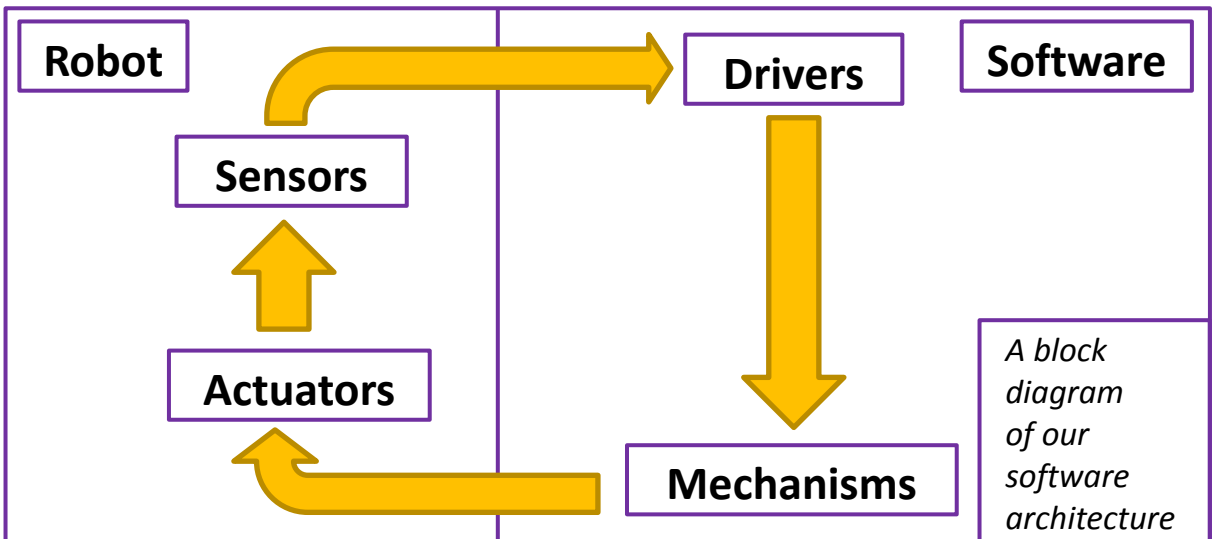 Robot
Software
Drivers
Sensors
Actuators
Mechanisms
A block
diagram
of our
software
architecture